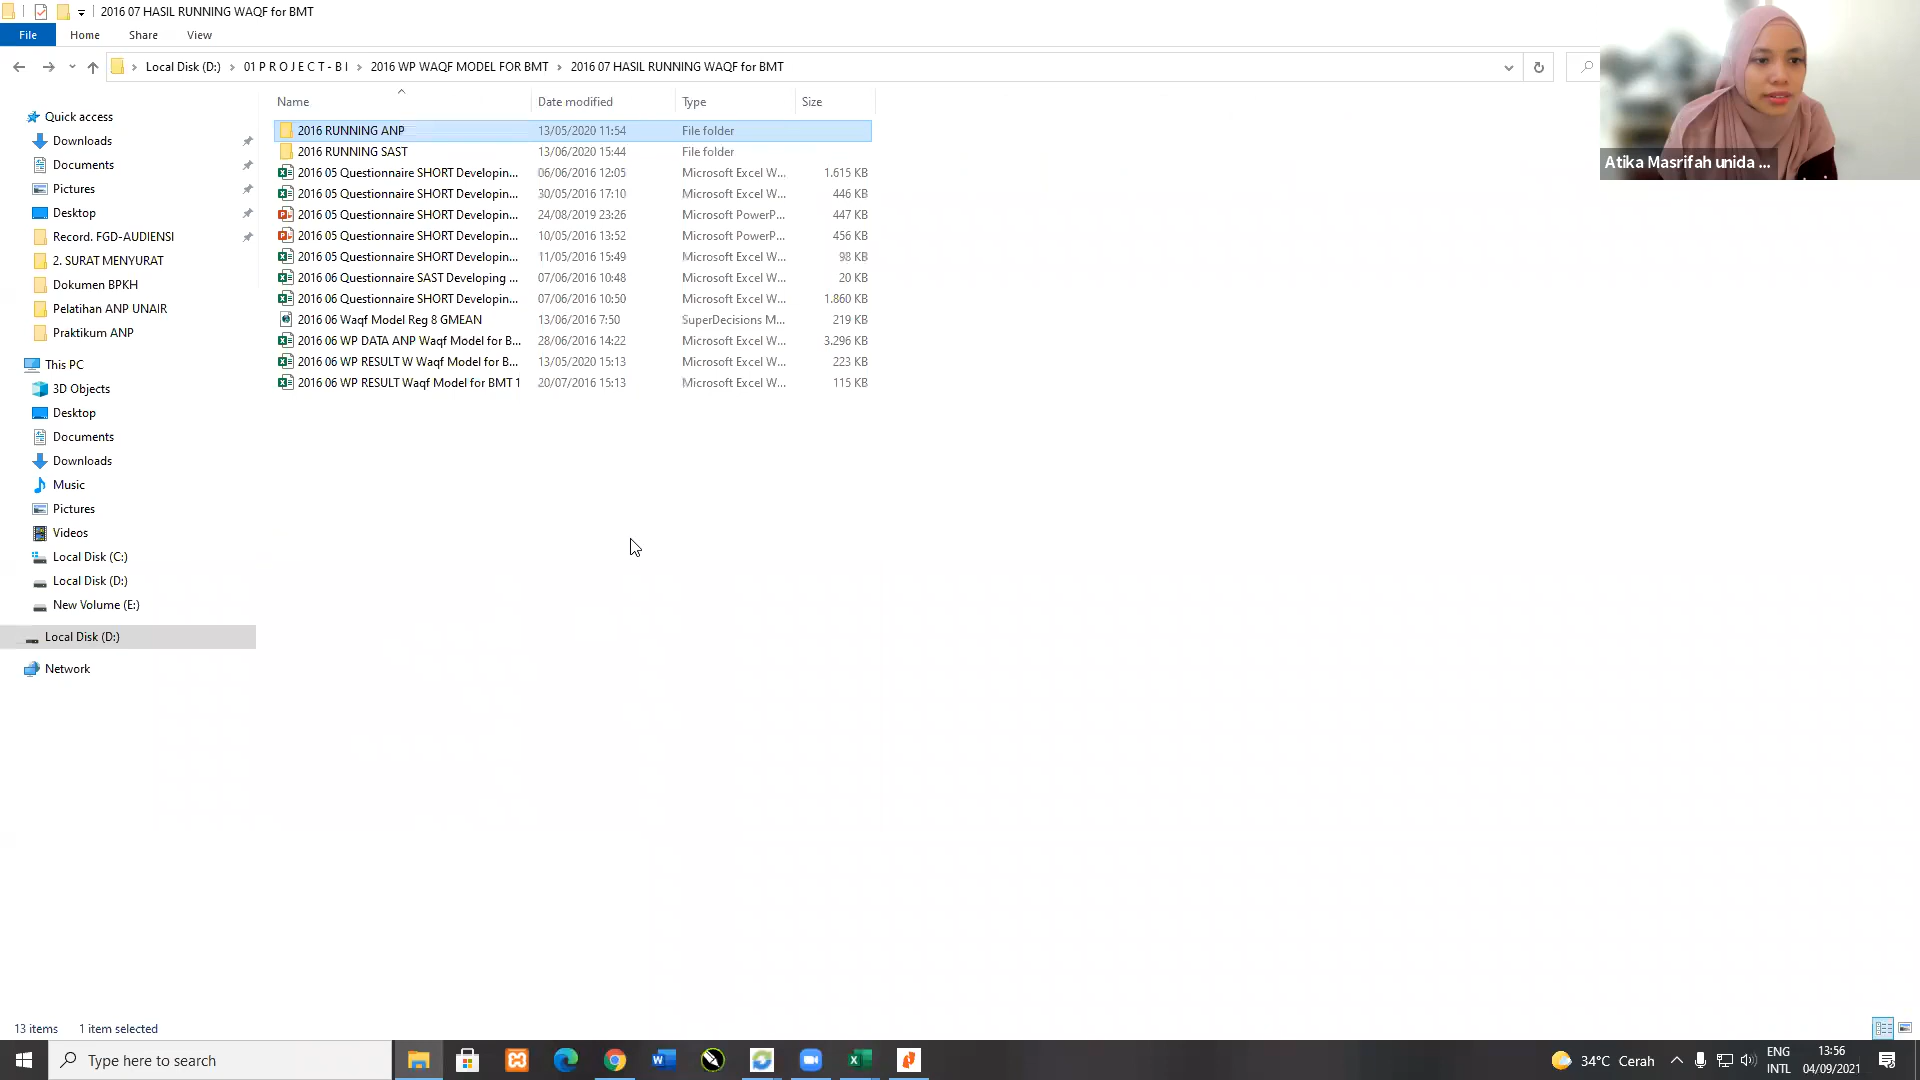 2016 07 HASIL RUNNING WAQF for BMT
File Home Share View
Local Disk (D:) 01 P R O J E C T - B I 2016 WP WAQF MODEL FOR BMT 2016 07 HASIL RUNNING WAQF for BMT
Atika Masrifah unida ...
Name Date modified Type Size
2016 RUNNING ANP 13/05/2020 11:54 File folder
2016 RUNNING SAST 13/06/2020 15:44 File folder
2016 05 Questionnaire SHORT Developin... 06/06/2016 12:05 Microsoft Excel W... 1.615 KB
2016 05 Questionnaire SHORT Developin... 30/05/2016 17:10 Microsoft Excel W... 446 KB
2016 05 Questionnaire SHORT Developin... 24/08/2019 23:26 Microsoft PowerP... 447 KB
2016 05 Questionnaire SHORT Developin... 10/05/2016 13:52 Microsoft PowerP... 456 KB
2016 05 Questionnaire SHORT Developin... 11/05/2016 15:49 Microsoft Excel W... 98 KB
2016 06 Questionnaire SAST Developing ... 07/06/2016 10:48 Microsoft Excel W... 20 KB
2016 06 Questionnaire SHORT Developin... 07/06/2016 10:50 Microsoft Excel W... 1.860 KB
2016 06 Waqf Model Reg 8 GMEAN 13/06/2016 7:50 SuperDecisions M... 219 KB
2016 06 WP DATA ANP Waqf Model for B... 28/06/2016 14:22 Microsoft Excel W... 3.296 KB
2016 06 WP RESULT W Waqf Model for B... 13/05/2020 15:13 Microsoft Excel W... 223 KB
2016 06 WP RESULT Waqf Model for BMT 1 20/07/2016 15:13 Microsoft Excel W... 115 KB
Quick access
Downloads
Documents
Pictures
Desktop
Record. FGD-AUDIENSI
2. SURAT MENYURAT
Dokumen BPKH
Pelatihan ANP UNAIR
Praktikum ANP
This PC
3D Objects
Desktop
Documents
Downloads
Music
Pictures
Videos
Local Disk (C:)
Local Disk (D:)
New Volume (E:)
Local Disk (D:)
Network
13 items 1 item selected
Type here to search
34°C Cerah
ENG
INTL
13:56
04/09/2021